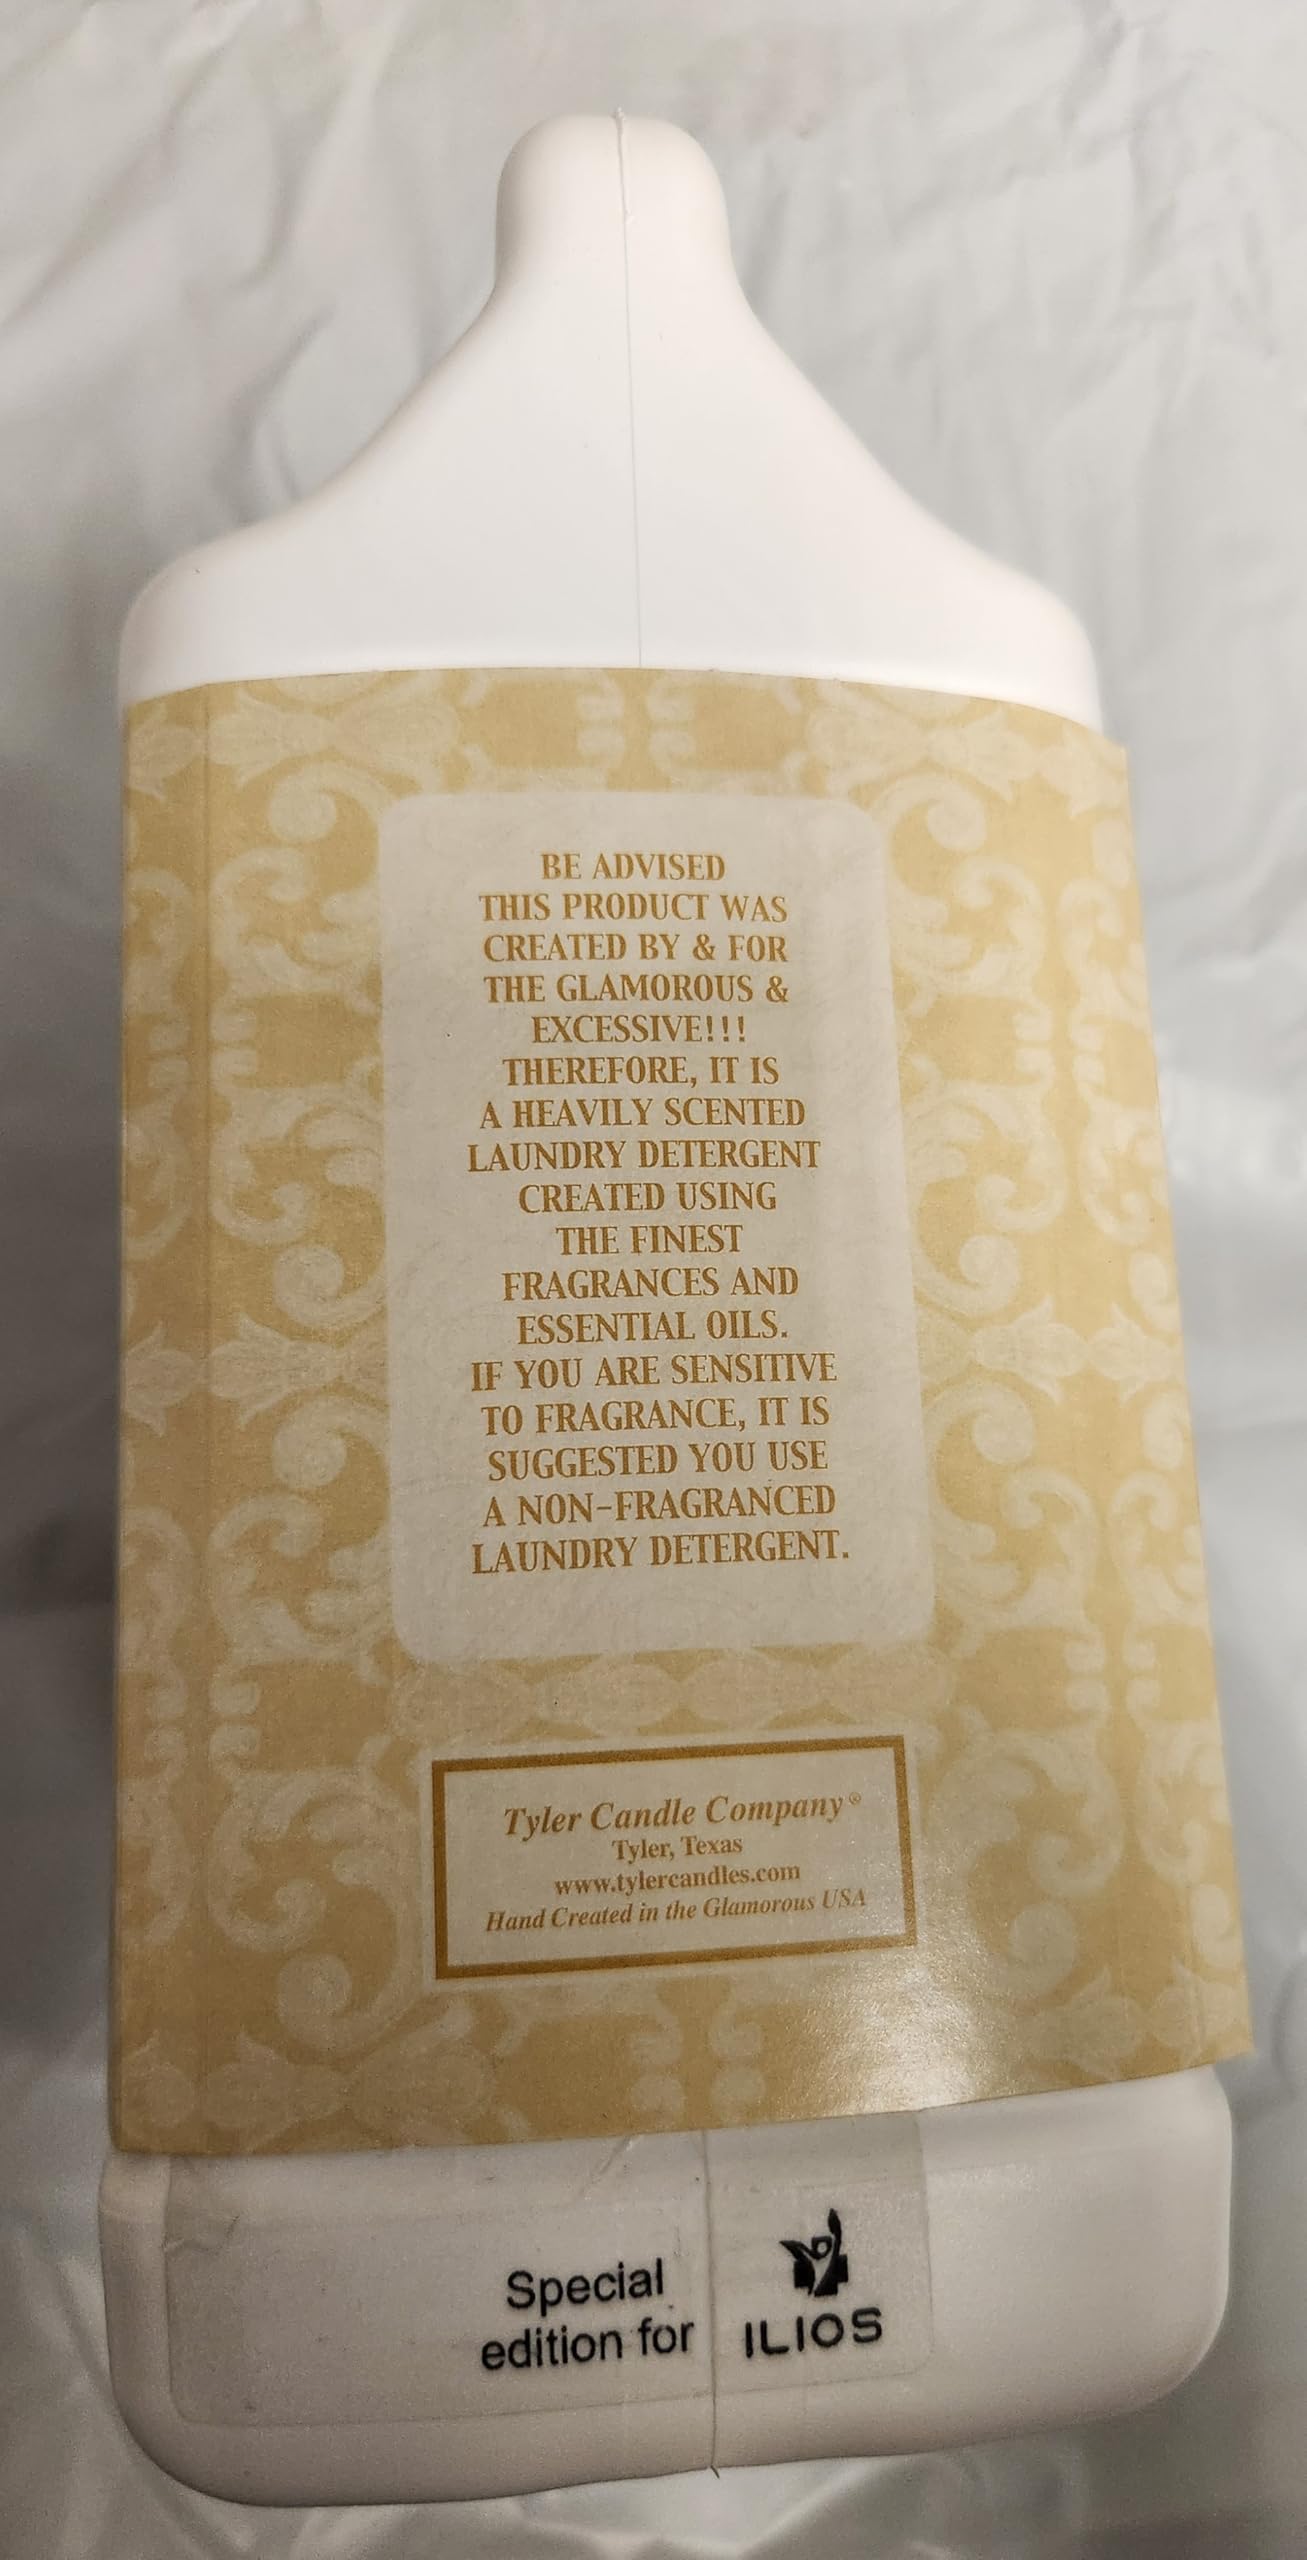 BE ADVISED
THIS PRODUCT WAS
CREATED BY & FOR
THE GLAMOROUS &
EXCESSIVE!!!
THEREFORE, IT IS
A HEAVILY SCENTED
LAUNDRY DETERGENT
CREATED USING
THE FINEST
FRAGRANCES AND
ESSENTIAL OILS.
IF YOU ARE SENSITIVE
TO FRAGRANCE, IT IS
SUGGESTED YOU USE
A NON-FRAGRANCED
LAUNDRY DETERGENT.
Tyler Candle Company®
Tyler, Texas
www.tylercandles.com
Hand Created in the Glamorous USA
Special
edition for
ILIOS